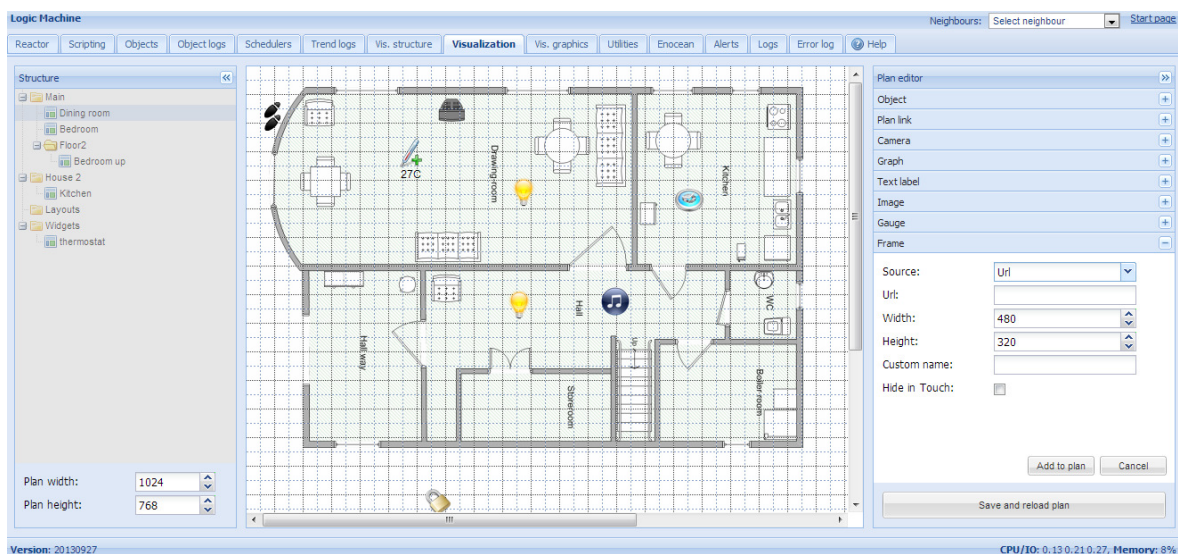 Logic Machine
Neighbours: Select neighbour Start page
Reactor Scripting Objects Object logs Schedulers Trend logs Vis. structure Visualization Vis. graphics Utilities Enocean Alerts Logs Error log Help
Structure
Main
Dining room
Bedroom
Floor2
Bedroom up
House 2
Kitchen
Layouts
Widgets
thermostat
Plan width: 1024
Plan height: 768
27C
Drawing-room
Kitchen
Hall
WC
Hall way
Up
Storeroom
Boiler room
Plan editor
Object
Plan link
Camera
Graph
Text label
Image
Gauge
Frame
Source: Url
Url:
Width: 480
Height: 320
Custom name:
Hide in Touch:
Add to plan Cancel
Save and reload plan
Version: 20130927
CPU/IO: 0.13 0.21 0.27, Memory: 8%